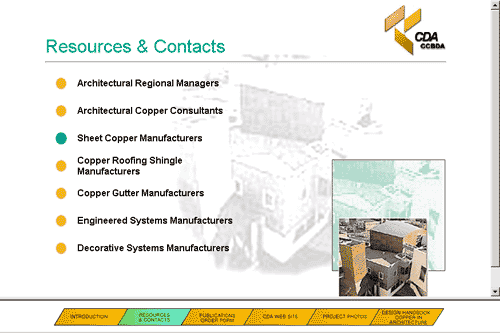 CDA
CCBDA
Resources & Contacts
Architectural Regional Managers
Architectural Copper Consultants
Sheet Copper Manufacturers
Copper Roofing Shingle
Manufacturers
Copper Gutter Manufacturers
Engineered Systems Manufacturers
Decorative Systems Manufacturers
INTRODUCTION
RESOURCES
& CONTACTS
PUBLICATIONS
ORDER FORM
CDA WEB SITE
PROJECT PHOTOS
DESIGN HANDBOOK
COPPER IN
ARCHITECTURE